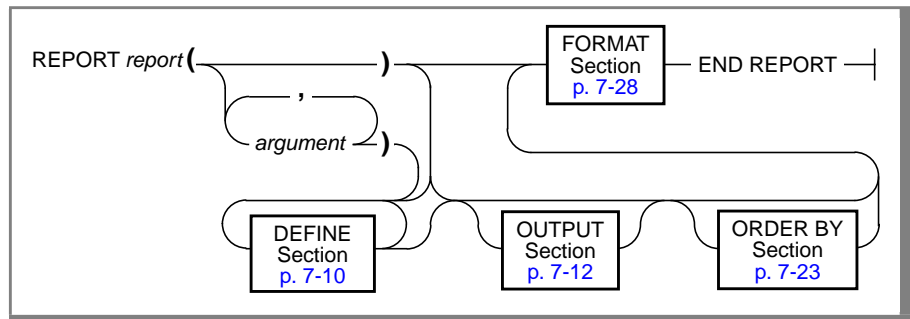 REPORT report ( ) FORMAT Section p. 7-28 END REPORT
,
argument )
DEFINE Section p. 7-10
OUTPUT Section p. 7-12
ORDER BY Section p. 7-23